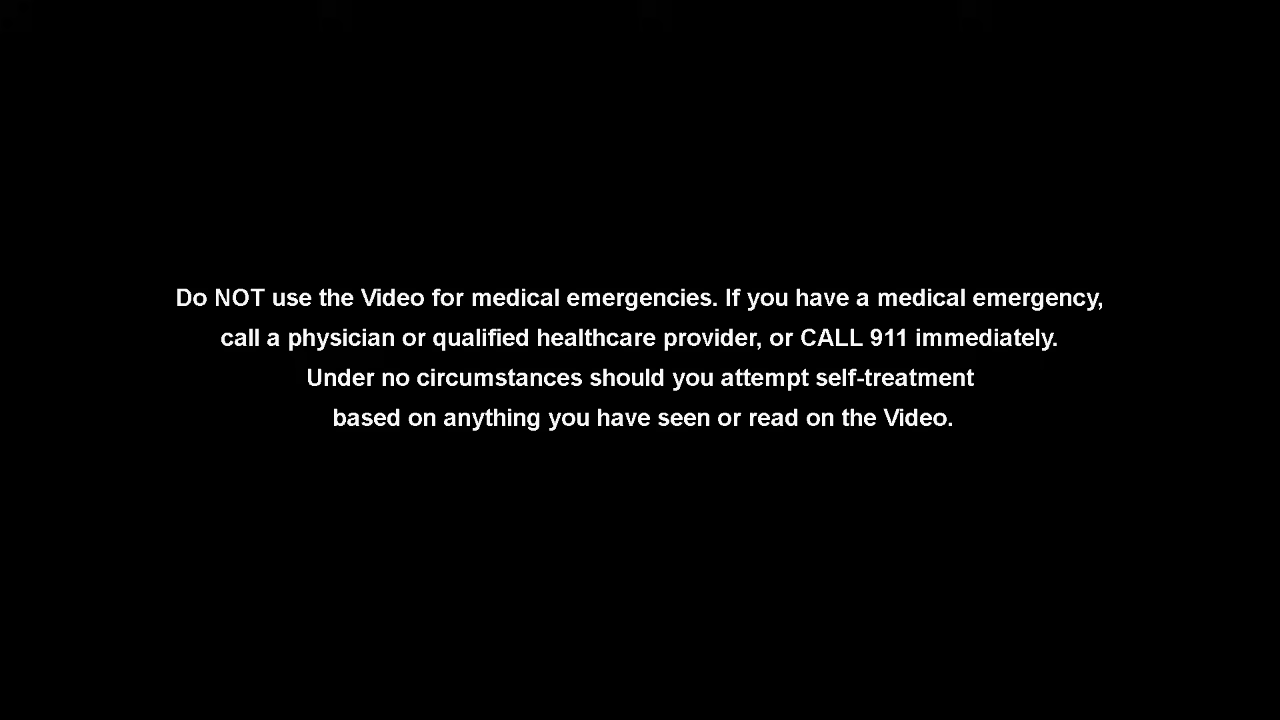 Do NOT use the Video for medical emergencies. If you have a medical emergency,
call a physician or qualified healthcare provider, or CALL 911 immediately.
Under no circumstances should you attempt self-treatment
based on anything you have seen or read on the Video.